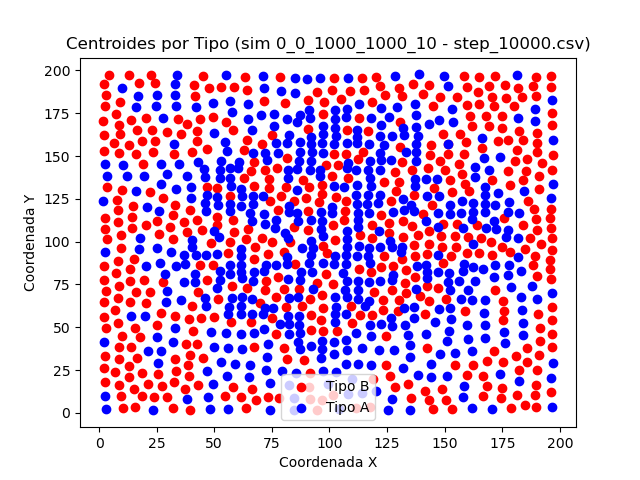 Centroides por Tipo (sim 0_0_1000_1000_10 - step_10000.csv)
Coordenada Y
200
175
150
125
100
75
50
25
0
Tipo B
Tipo A
0 25 50 75 100 125 150 175 200
Coordenada X